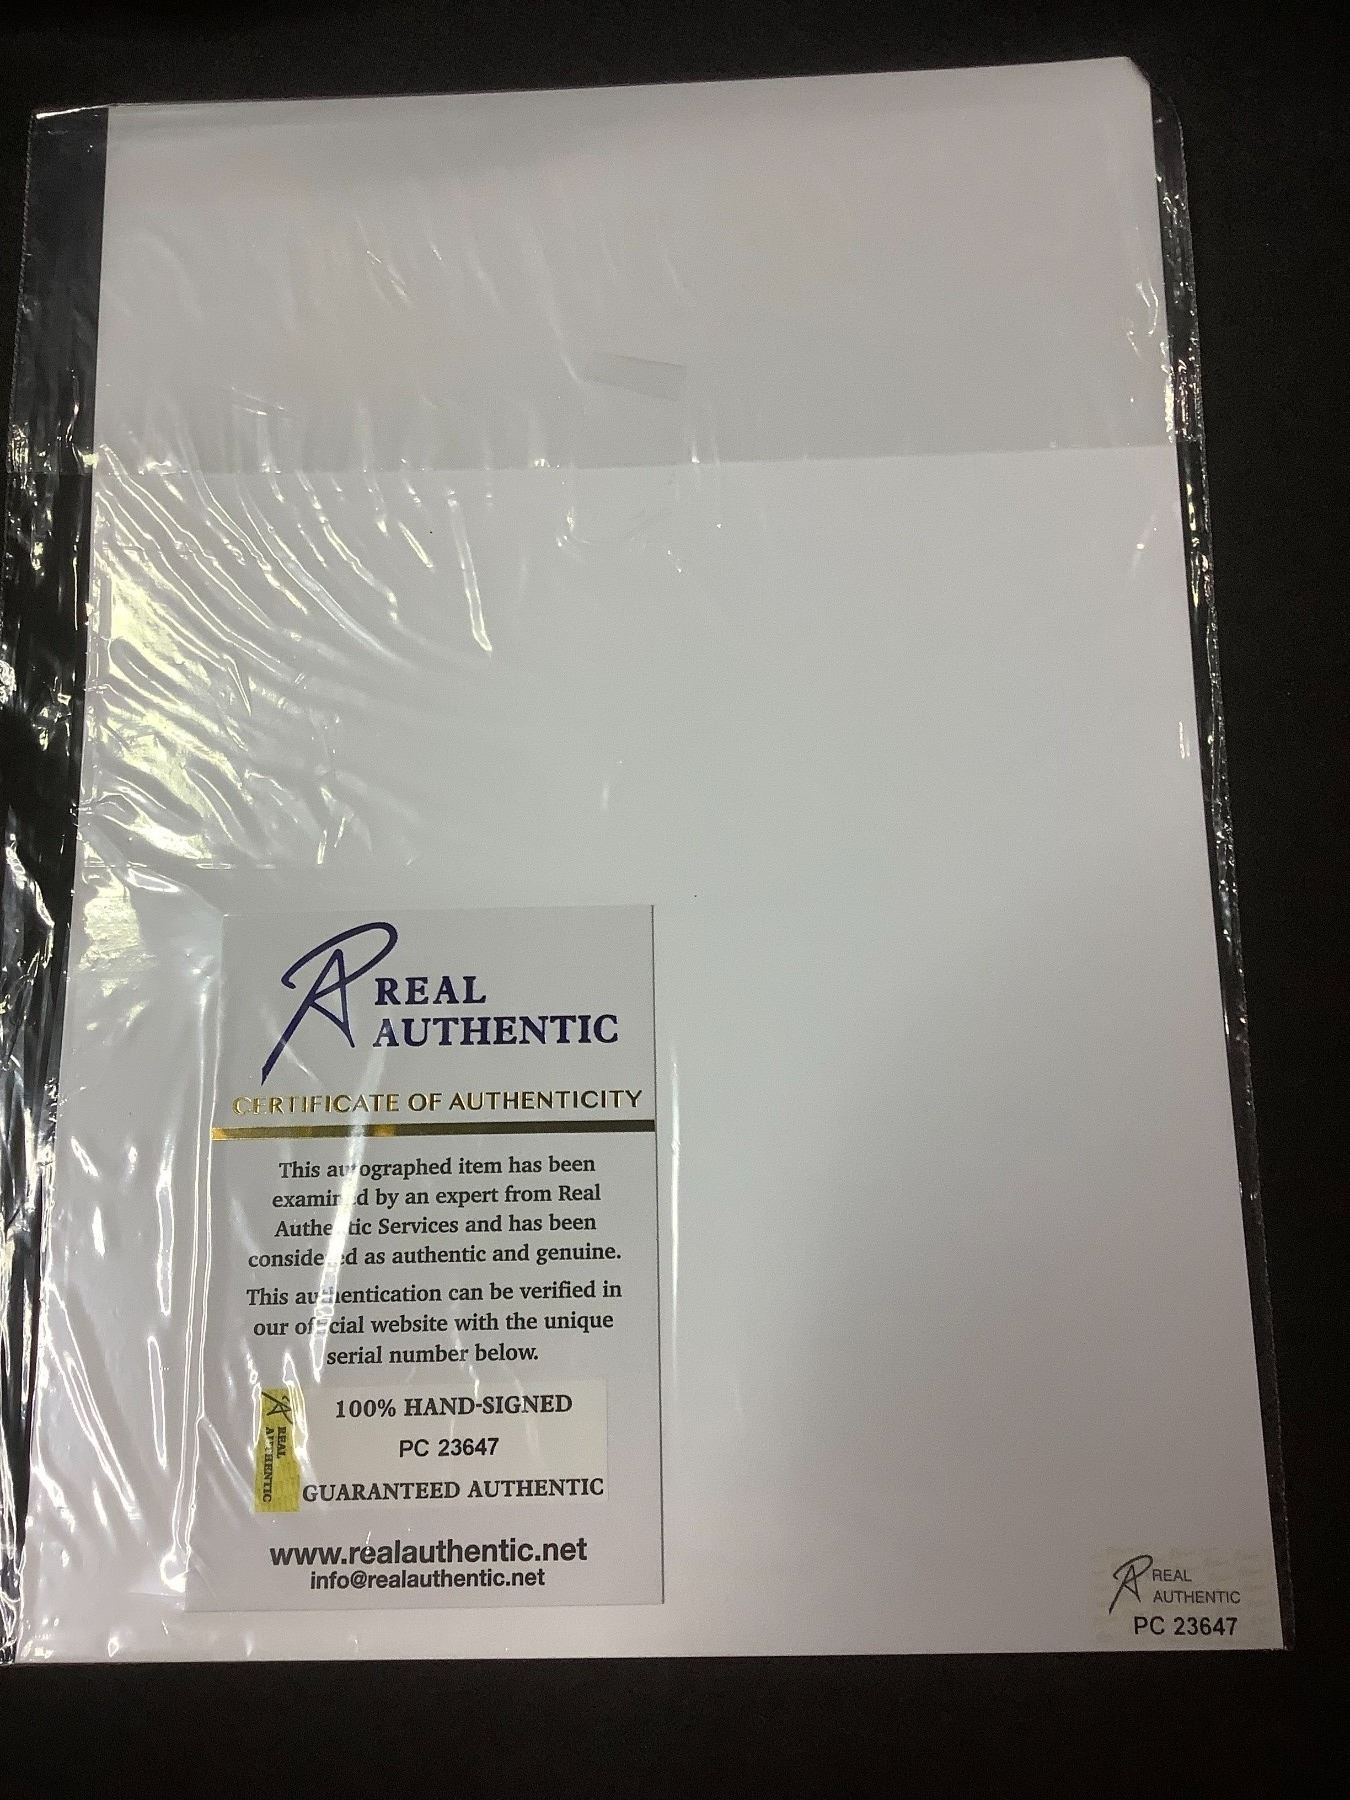 REAL
AUTHENTIC
CERTIFICATE OF AUTHENTICITY
This autographed item has been
examined by an expert from Real
Authentic Services and has been
considered as authentic and genuine.
This authentication can be verified in
our official website with the unique
serial number below.
REAL
AUTHENTIC
100% HAND-SIGNED
PC 23647
GUARANTEED AUTHENTIC
www.realauthentic.net
info@realauthentic.net
REAL
AUTHENTIC
PC 23647